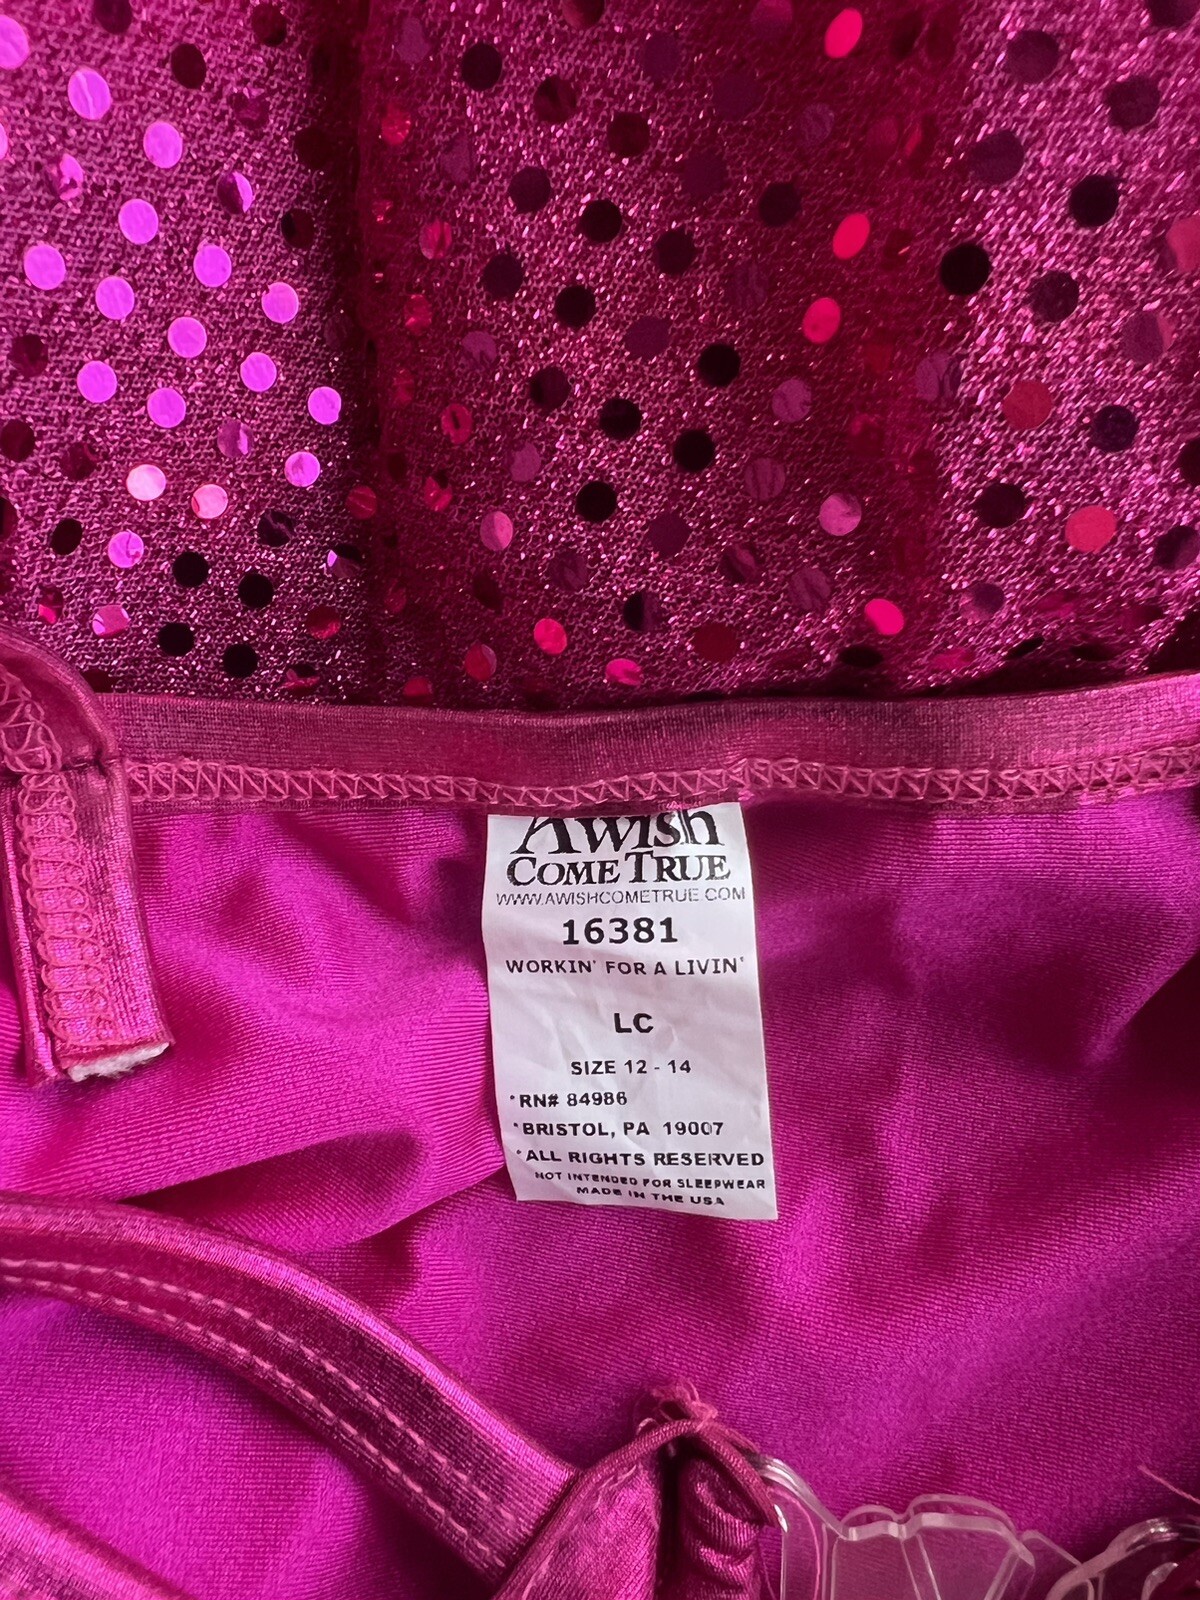 A Wish
COME TRUE
WWW.AWISHCOMETRUE.COM
16381
WORKIN' FOR A LIVIN'
LC
SIZE 12 - 14
*RN# 84986
*BRISTOL, PA 19007
*ALL RIGHTS RESERVED
NOT INTENDED FOR SLEEPWEAR
MADE IN THE USA